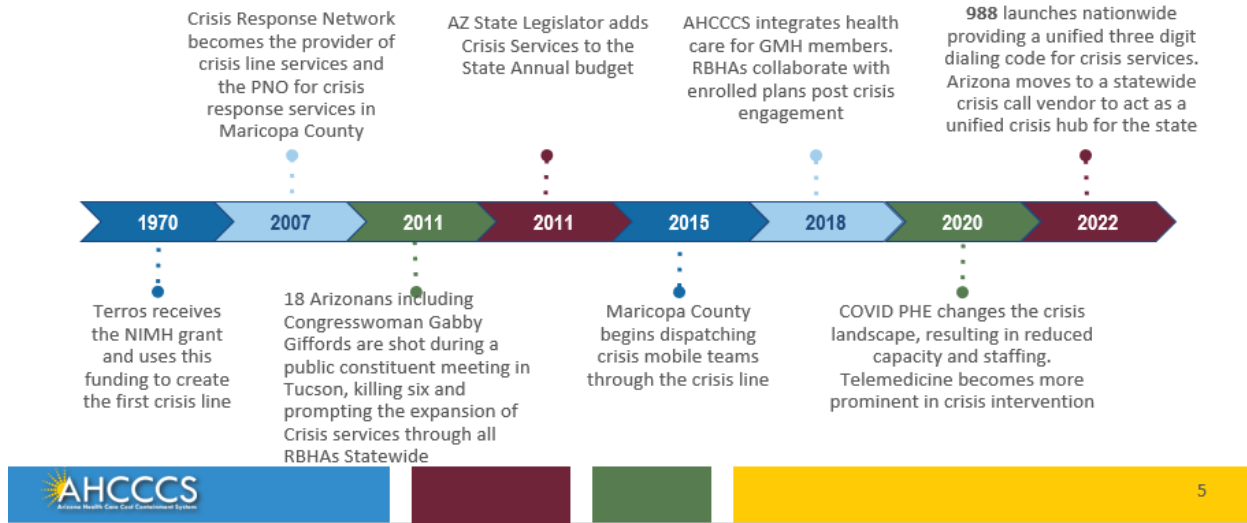 Crisis Response Network
becomes the provider of
crisis line services and
the PNO for crisis
response services in
Maricopa County
AZ State Legislator adds
Crisis Services to the
State Annual budget
AHCCCS integrates health
care for GMH members.
RBHAs collaborate with
enrolled plans post crisis
engagement
988 launches nationwide
providing a unified three digit
dialing code for crisis services.
Arizona moves to a statewide
crisis call vendor to act as a
unified crisis hub for the state
1970
2007
2011
2011
2015
2018
2020
2022
Terros receives
the NIMH grant
and uses this
funding to create
the first crisis line
18 Arizonans including
Congresswoman Gabby
Giffords are shot during a
public constituent meeting in
Tucson, killing six and
prompting the expansion of
Crisis services through all
RBHAs Statewide
Maricopa County
begins dispatching
crisis mobile teams
through the crisis line
COVID PHE changes the crisis
landscape, resulting in reduced
capacity and staffing.
Telemedicine becomes more
prominent in crisis intervention
AHCCCS
Arizona Health Care Cost Containment System
5